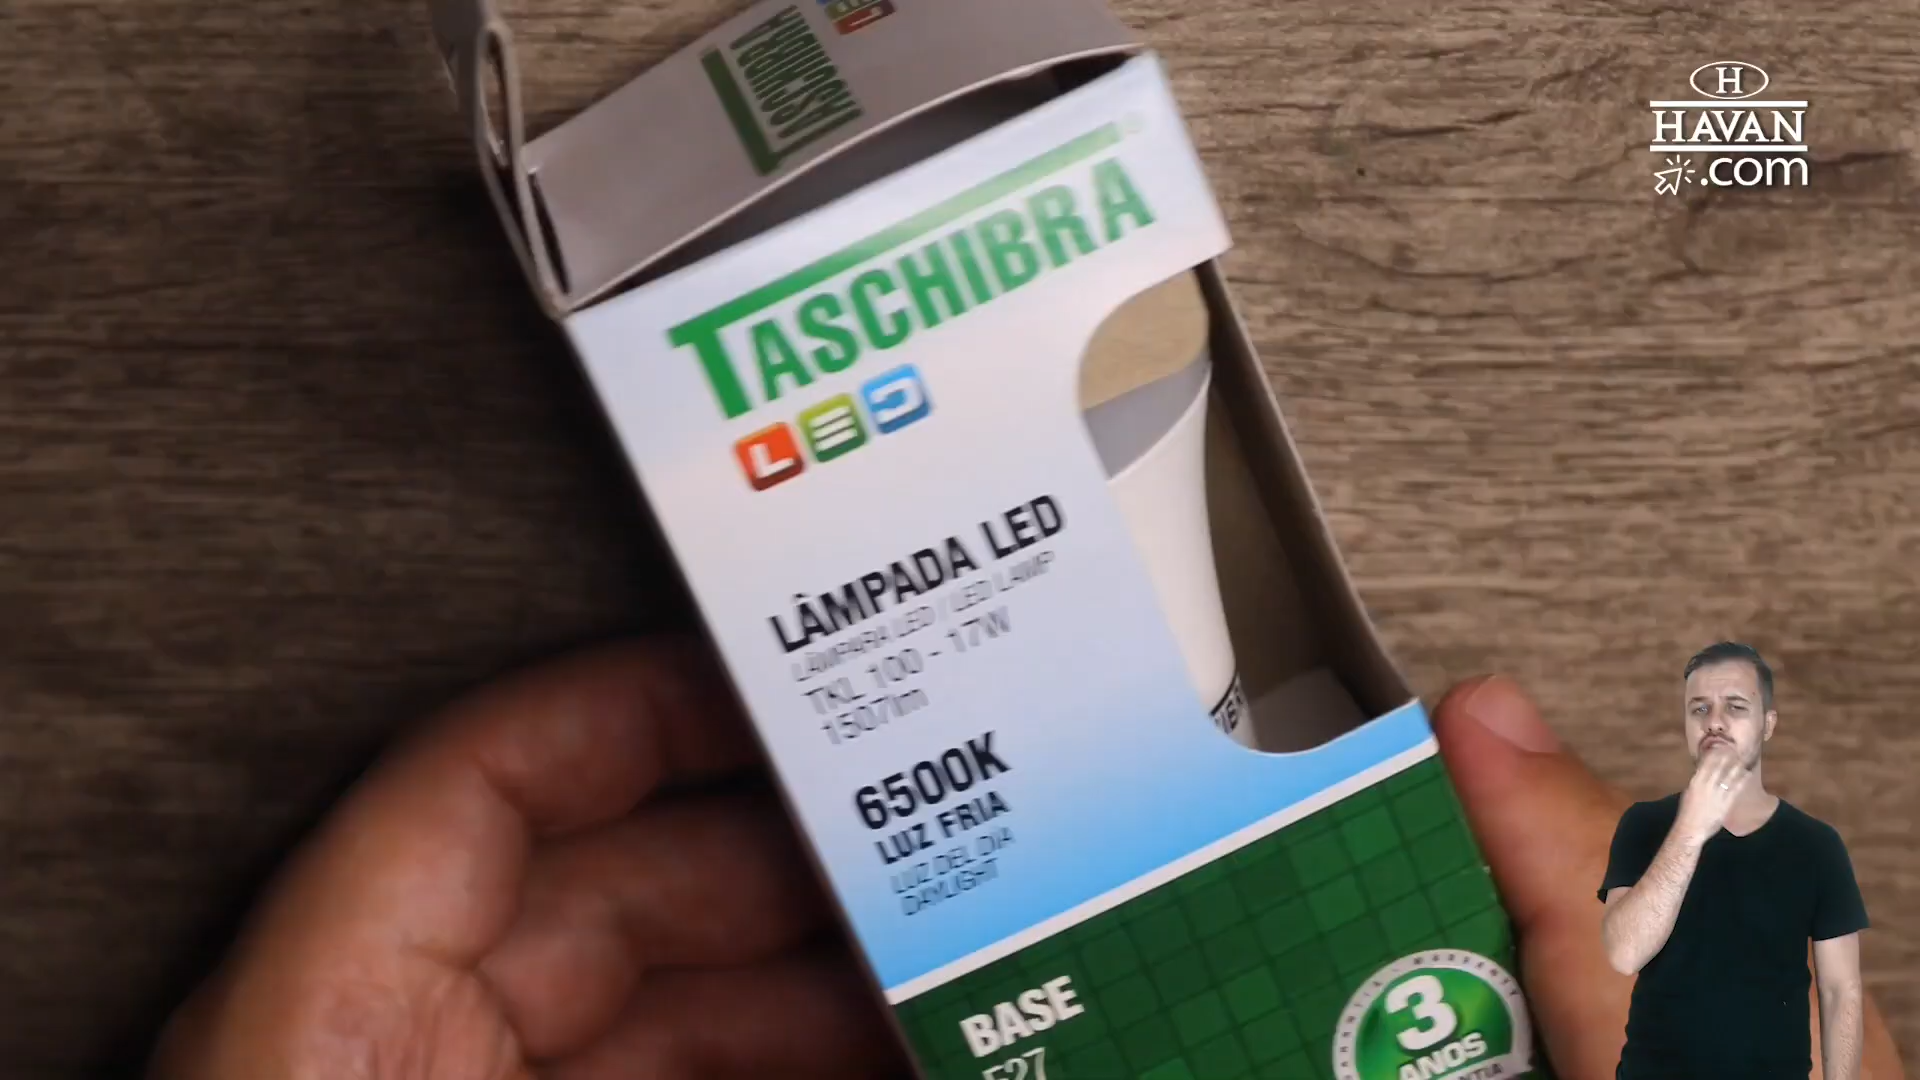 TASCHIBRA
H
HAVAN
.com
TASCHIBRA
LED
LÂMPADA LED
LÁMPARA LED / LED LAMP
TKL 100 - 17W
1507lm
6500K
LUZ FRIA
LUZ DEL DIA
DAYLIGHT
BASE
E27
3
ANOS